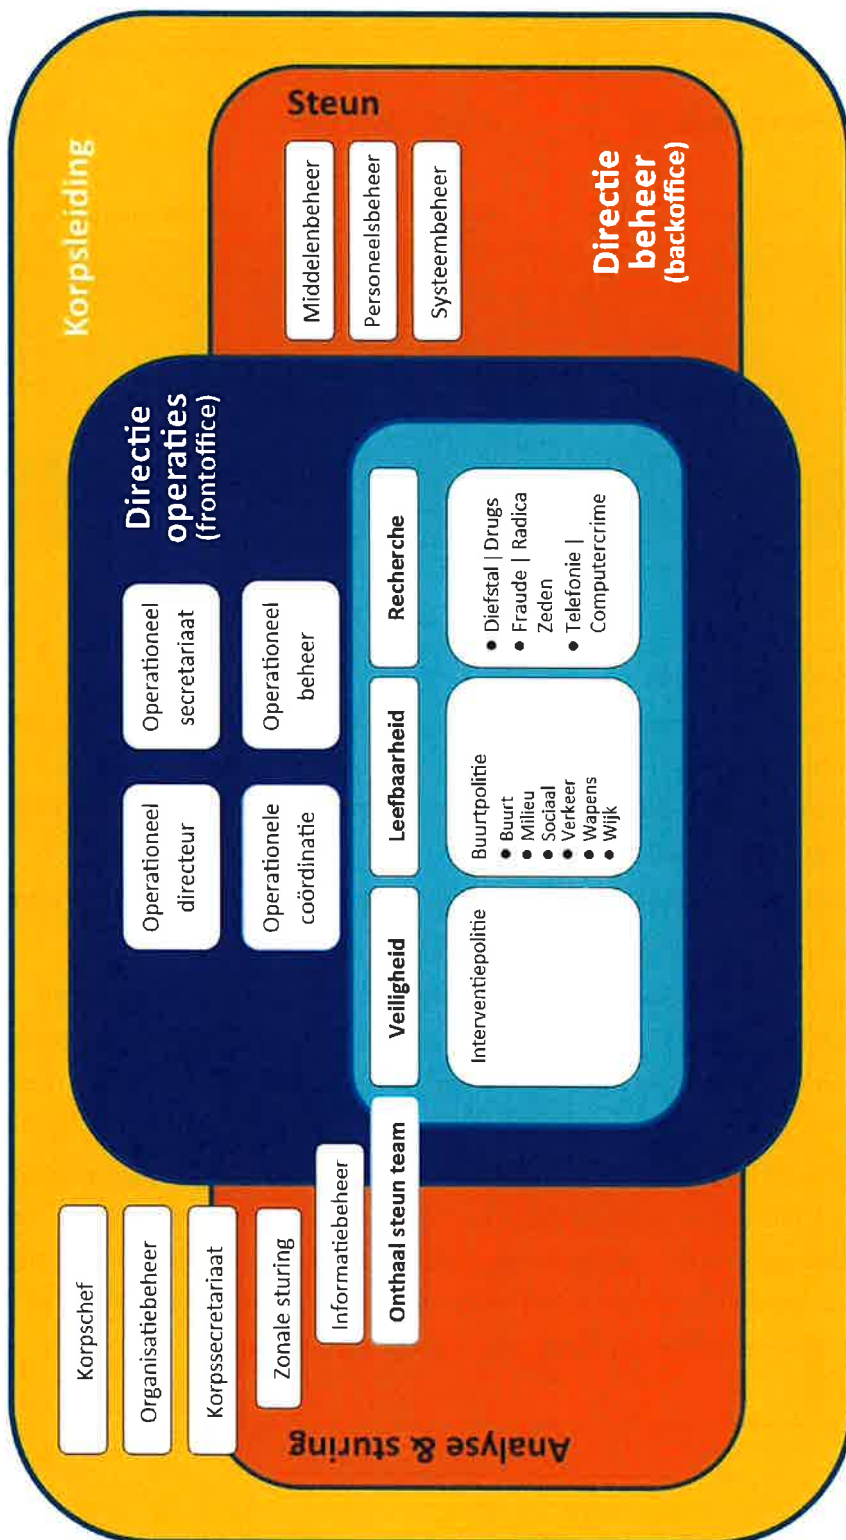 Korpsleiding
Korpschef
Organisatiebeheer
Korpssecretariaat
Zonale sturing
Informatiebeheer
Onthaal steun team
Analyse & sturing
Directie
operaties
(frontoffice)
Operationeel
directeur
Operationeel
secretariaat
Operationele
coördinatie
Operationeel
beheer
Veiligheid
Interventiepolitie
Leefbaarheid
Buurtpolitie
• Buurt
• Milieu
• Sociaal
• Verkeer
• Wapens
• Wijk
Recherche
• Diefstal | Drugs
• Fraude | Radica
Zeden
• Telefonie |
Computercrime
Steun
Middelenbeheer
Personeelsbeheer
Systeembeheer
Directie
beheer
(backoffice)